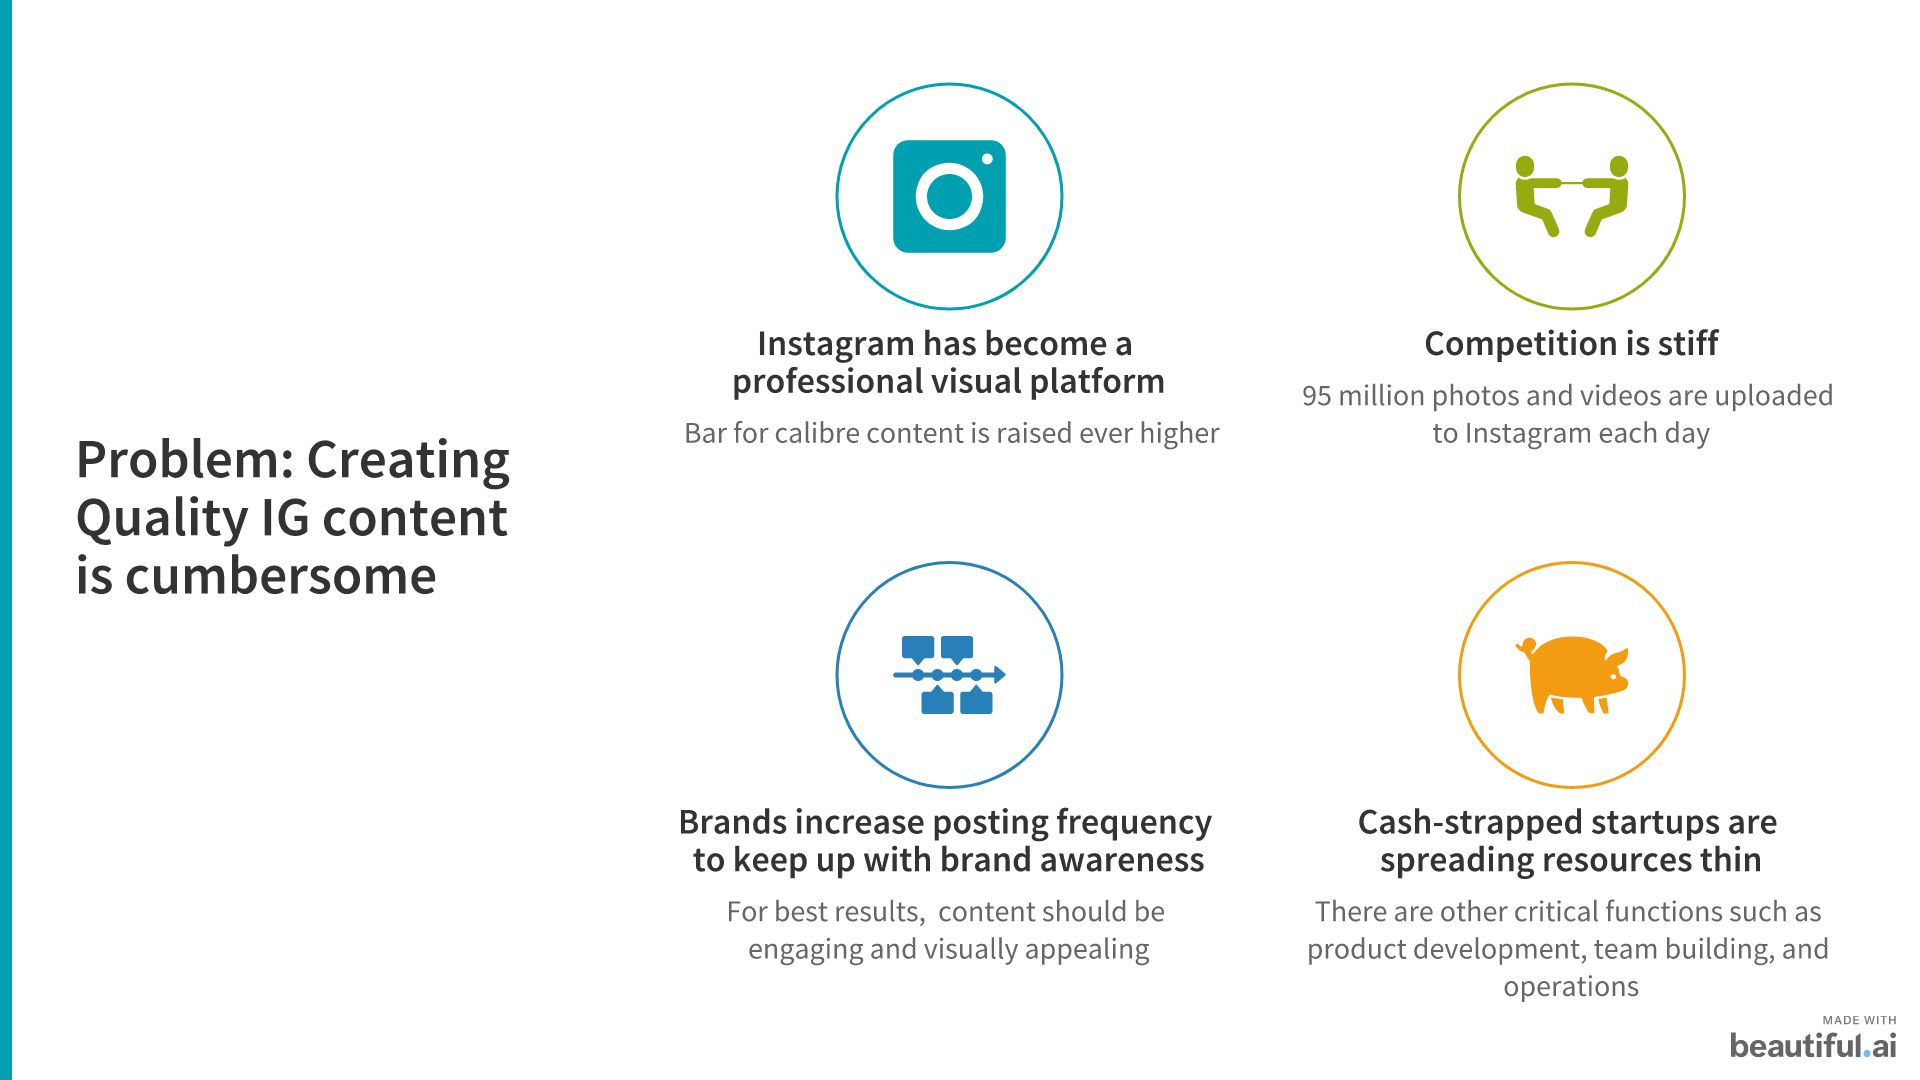 Problem: Creating
Quality IG content
is cumbersome
Instagram has become a
professional visual platform
Bar for calibre content is raised ever higher
Competition is stiff
95 million photos and videos are uploaded
to Instagram each day
Brands increase posting frequency
to keep up with brand awareness
For best results,  content should be
engaging and visually appealing
Cash-strapped startups are
spreading resources thin
There are other critical functions such as
product development, team building, and
operations
MADE WITH
beautiful.ai